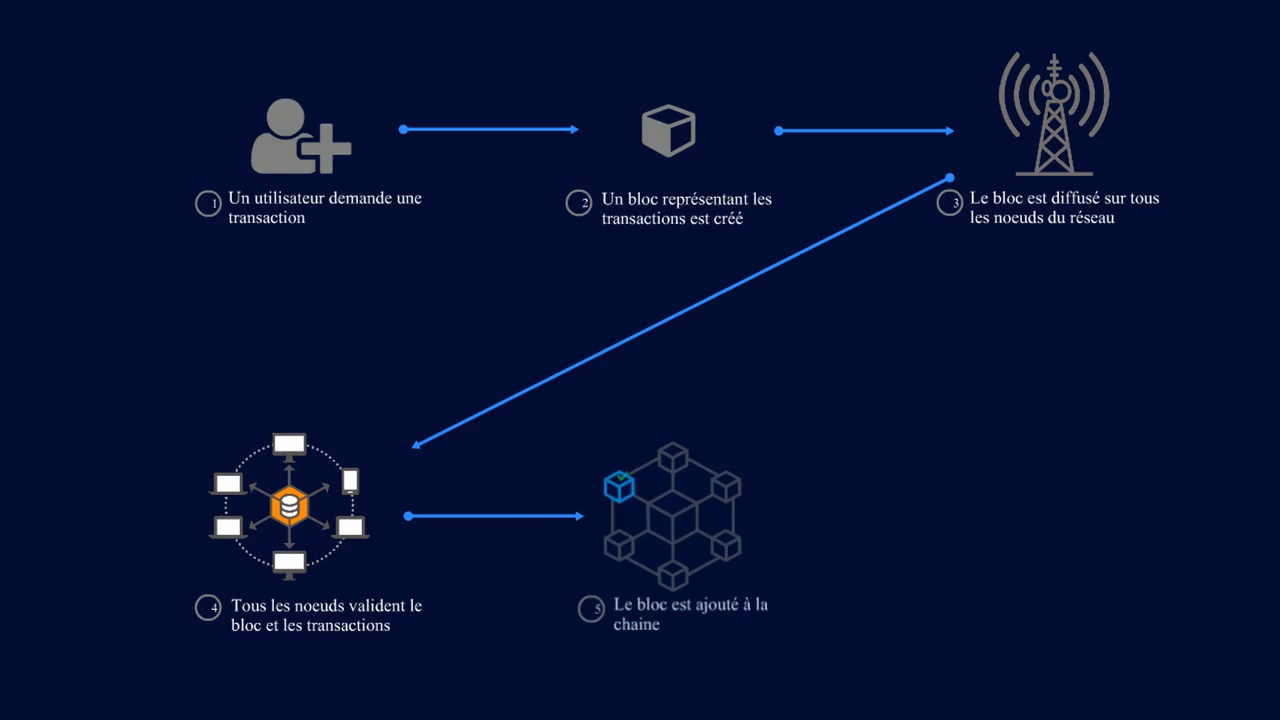 1 Un utilisateur demande une
transaction
2 Un bloc représentant les
transactions est créé
3 Le bloc est diffusé sur tous
les noeuds du réseau
4 Tous les noeuds valident le
bloc et les transactions
5 Le bloc est ajouté à la
chaine